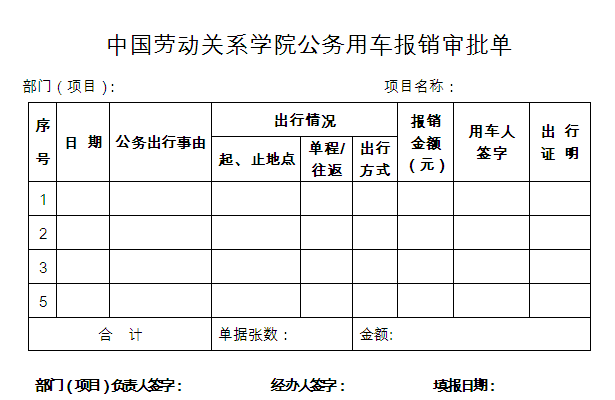 中国劳动关系学院公务用车报销审批单
部门（项目）： 项目名称：
序号 日 期 公务出行事由 出行情况 报销金额（元） 用车人签字 出 行证 明
起、止地点 单程/往返 出行方式
1
2
3
5
合 计 单据张数： 金额:
部门（项目）负责人签字： 经办人签字： 填报日期：